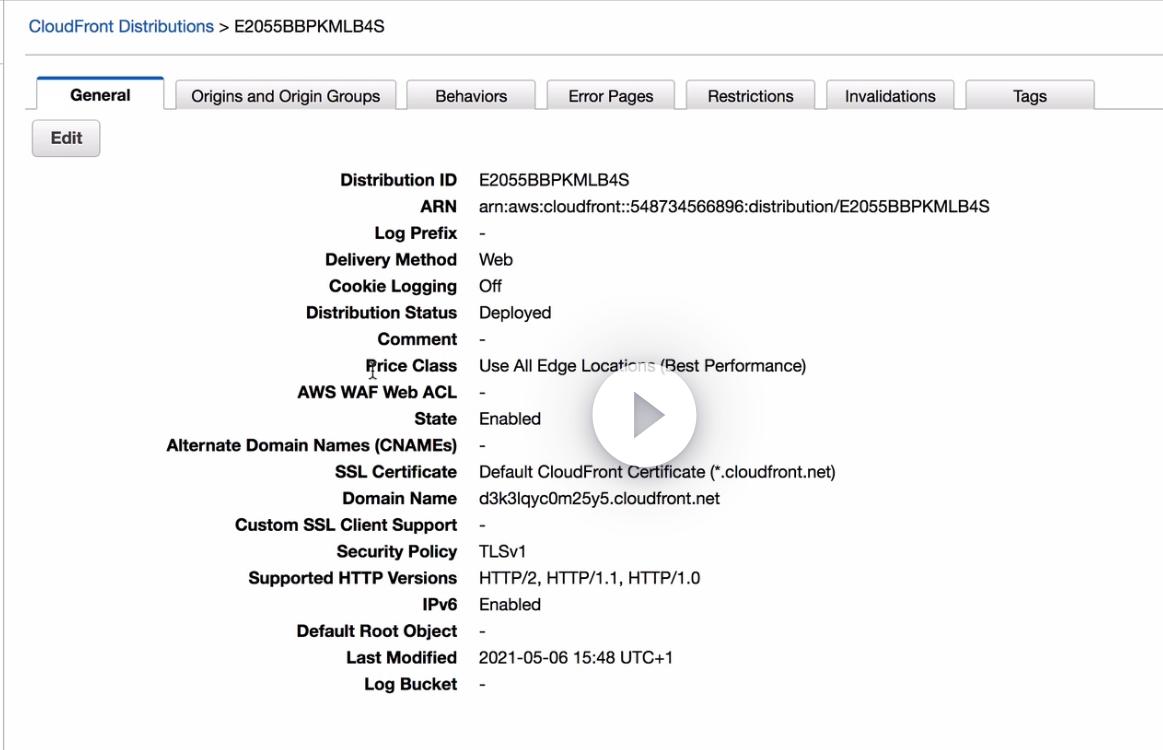 CloudFront Distributions > E2055BBPKMLB4S
General Origins and Origin Groups Behaviors Error Pages Restrictions Invalidations Tags
Edit
Distribution ID E2055BBPKMLB4S
ARN arn:aws:cloudfront::548734566896:distribution/E2055BBPKMLB4S
Log Prefix -
Delivery Method Web
Cookie Logging Off
Distribution Status Deployed
Comment -
Price Class Use All Edge Locations (Best Performance)
AWS WAF Web ACL -
State Enabled
Alternate Domain Names (CNAMEs) -
SSL Certificate Default CloudFront Certificate (*.cloudfront.net)
Domain Name d3k3lqyc0m25y5.cloudfront.net
Custom SSL Client Support -
Security Policy TLSv1
Supported HTTP Versions HTTP/2, HTTP/1.1, HTTP/1.0
IPv6 Enabled
Default Root Object -
Last Modified 2021-05-06 15:48 UTC+1
Log Bucket -